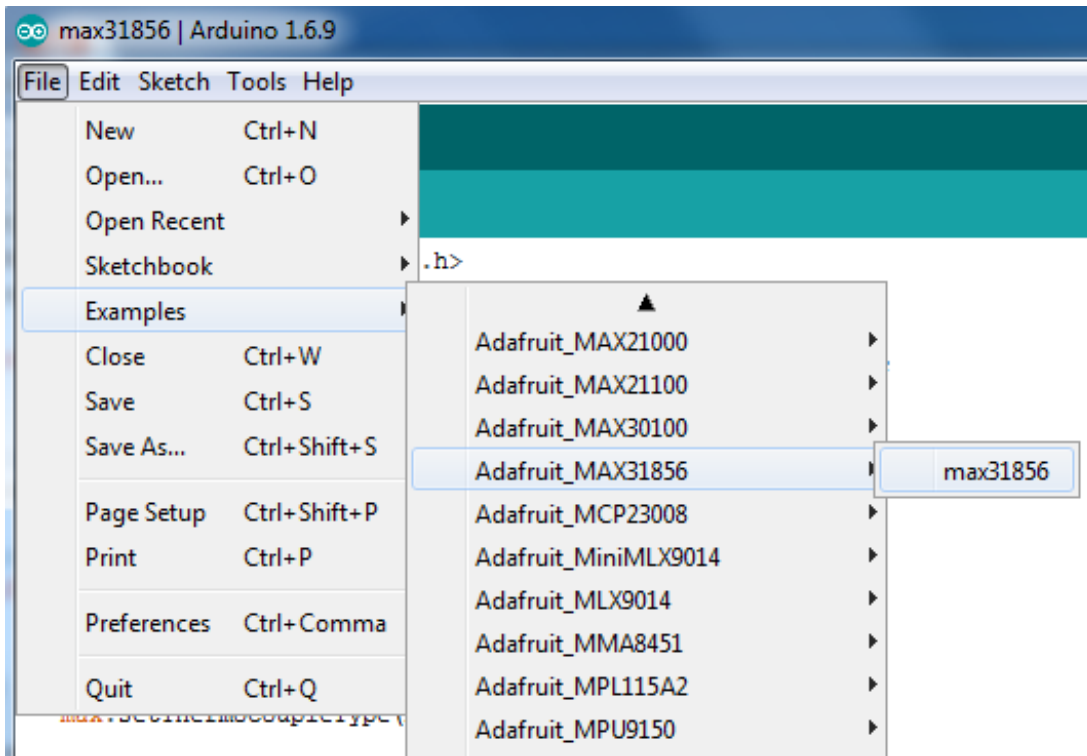 max31856 | Arduino 1.6.9
File Edit Sketch Tools Help
New Ctrl+N
Open... Ctrl+O
Open Recent
Sketchbook
.h>
Examples
Close Ctrl+W
Save Ctrl+S
Save As... Ctrl+Shift+S
Page Setup Ctrl+Shift+P
Print Ctrl+P
Preferences Ctrl+Comma
Quit Ctrl+Q
Adafruit_MAX21000
Adafruit_MAX21100
Adafruit_MAX30100
Adafruit_MAX31856
max31856
Adafruit_MCP23008
Adafruit_MiniMLX9014
Adafruit_MLX9014
Adafruit_MMA8451
Adafruit_MPL115A2
Adafruit_MPU9150